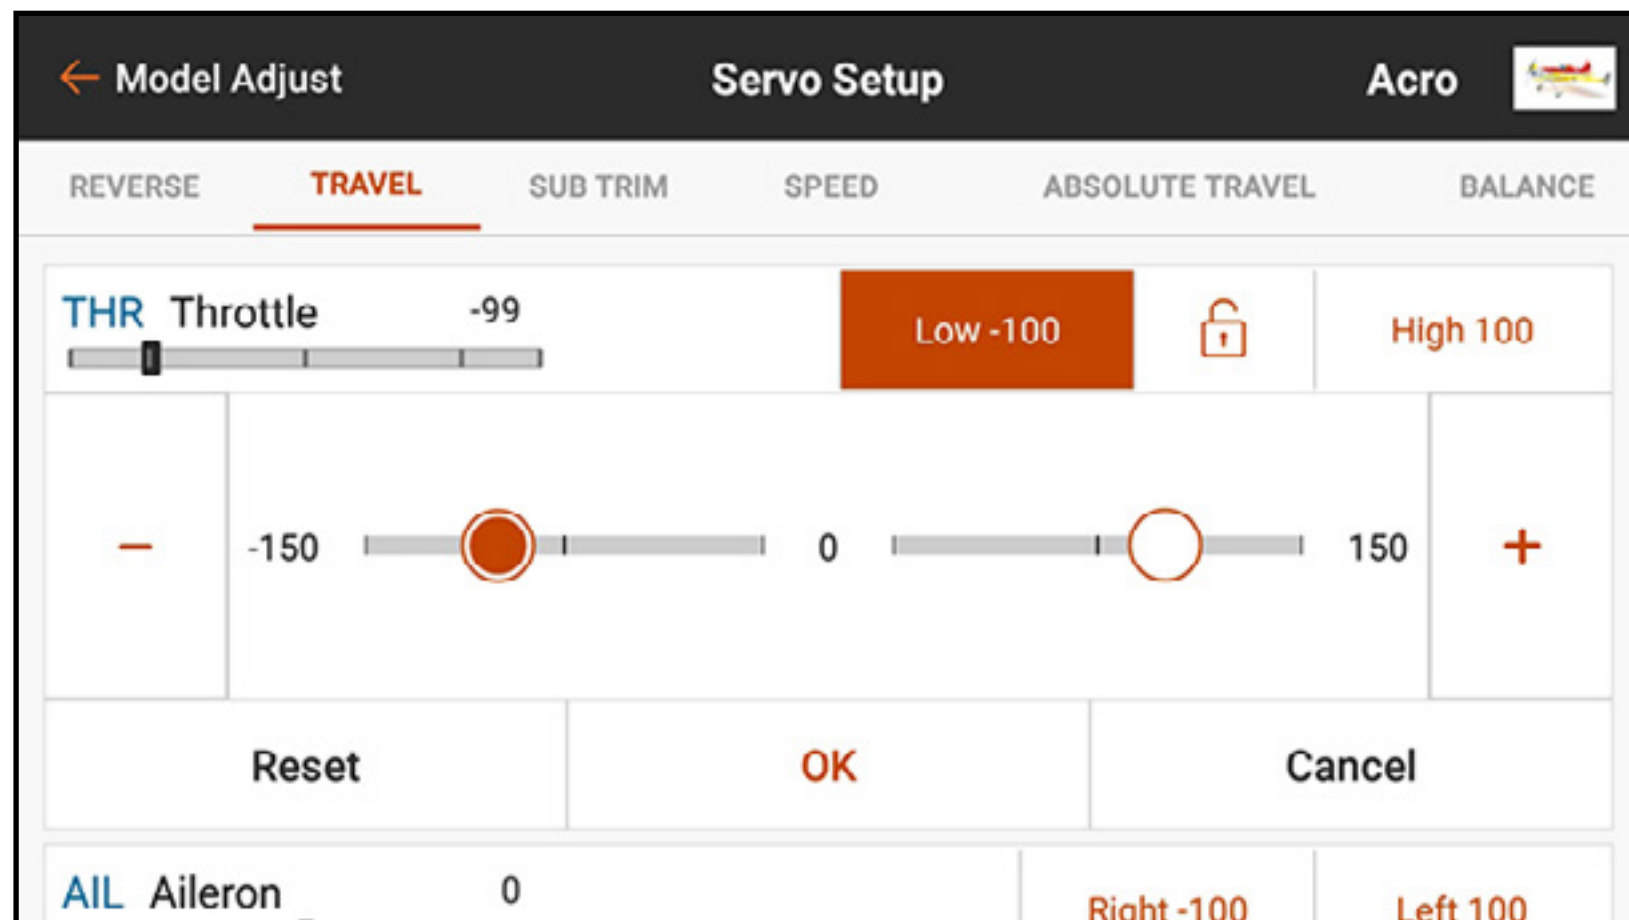 Model Adjust Servo Setup Acro
REVERSE TRAVEL SUB TRIM SPEED ABSOLUTE TRAVEL BALANCE
THR Throttle -99 Low -100 High 100
− -150 0 150 +
Reset OK Cancel
AIL Aileron 0 Right -100 Left 100